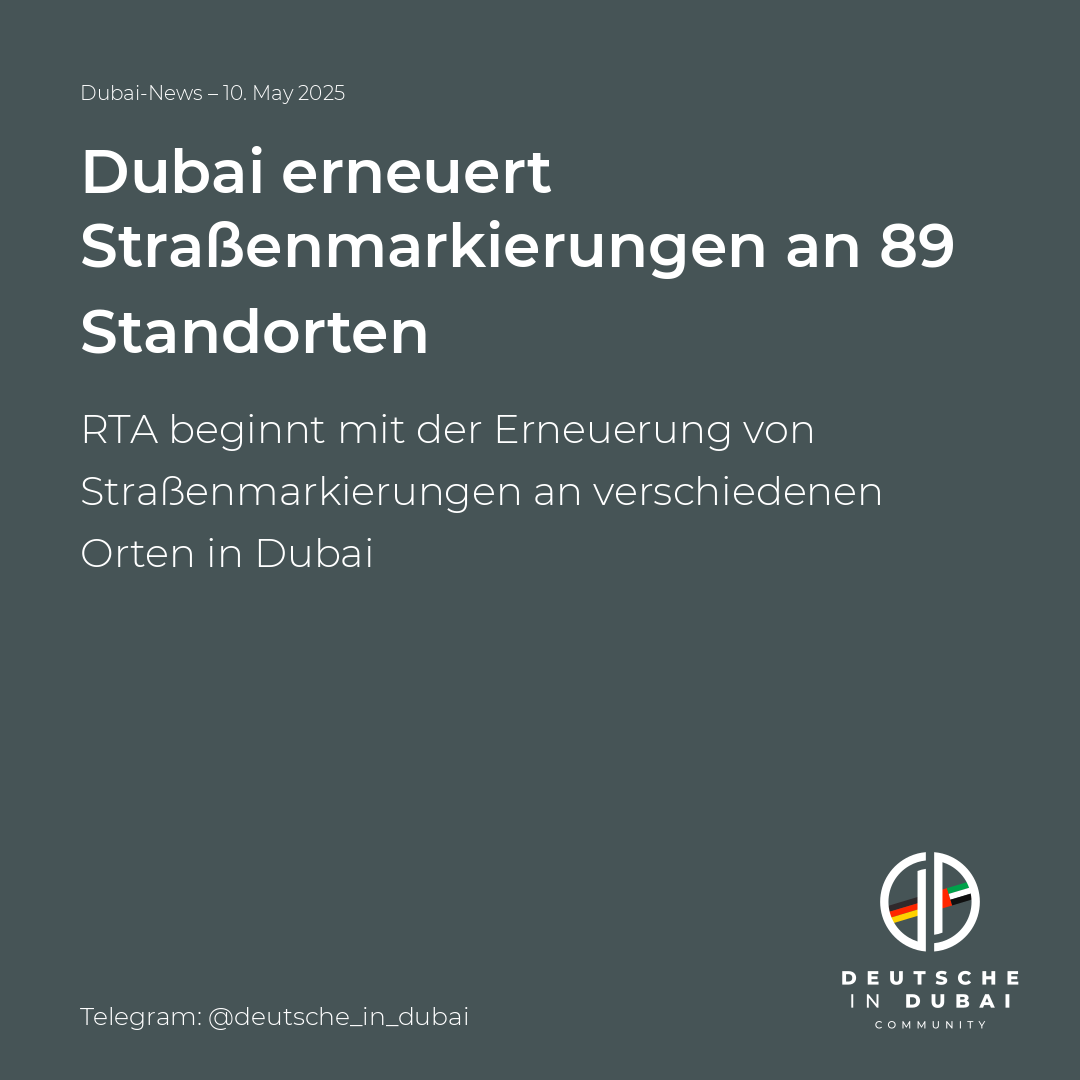 Dubai-News – 10. May 2025
Dubai erneuert
Straßenmarkierungen an 89
Standorten
RTA beginnt mit der Erneuerung von
Straßenmarkierungen an verschiedenen
Orten in Dubai
DEUTSCHE
IN DUBAI
COMMUNITY
Telegram: @deutsche_in_dubai